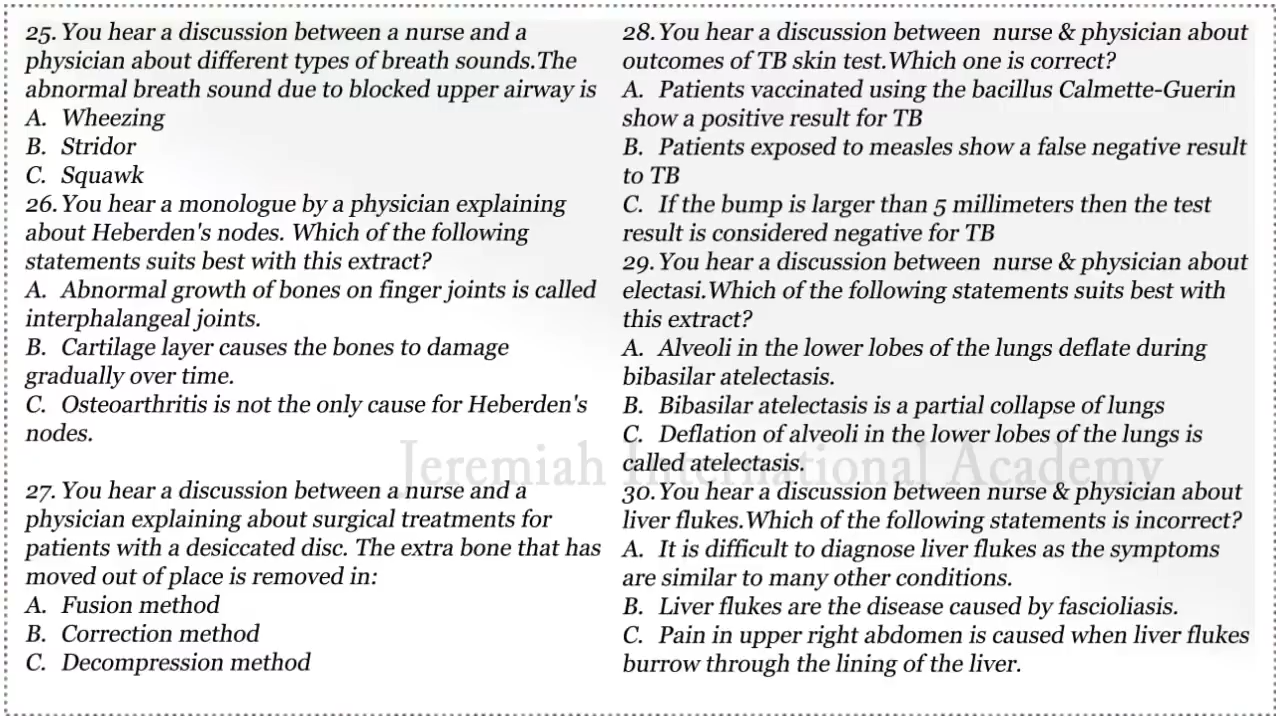 25. You hear a discussion between a nurse and a
physician about different types of breath sounds.The
abnormal breath sound due to blocked upper airway is
A. Wheezing
B. Stridor
C. Squawk
26. You hear a monologue by a physician explaining
about Heberden's nodes. Which of the following
statements suits best with this extract?
A. Abnormal growth of bones on finger joints is called
interphalangeal joints.
B. Cartilage layer causes the bones to damage
gradually over time.
C. Osteoarthritis is not the only cause for Heberden's
nodes.
27. You hear a discussion between a nurse and a
physician explaining about surgical treatments for
patients with a desiccated disc. The extra bone that has
moved out of place is removed in:
A. Fusion method
B. Correction method
C. Decompression method
28. You hear a discussion between nurse & physician about
outcomes of TB skin test.Which one is correct?
A. Patients vaccinated using the bacillus Calmette-Guerin
show a positive result for TB
B. Patients exposed to measles show a false negative result
to TB
C. If the bump is larger than 5 millimeters then the test
result is considered negative for TB
29. You hear a discussion between nurse & physician about
electasi.Which of the following statements suits best with
this extract?
A. Alveoli in the lower lobes of the lungs deflate during
bibasilar atelectasis.
B. Bibasilar atelectasis is a partial collapse of lungs
C. Deflation of alveoli in the lower lobes of the lungs is
called atelectasis.
30. You hear a discussion between nurse & physician about
liver flukes.Which of the following statements is incorrect?
A. It is difficult to diagnose liver flukes as the symptoms
are similar to many other conditions.
B. Liver flukes are the disease caused by fascioliasis.
C. Pain in upper right abdomen is caused when liver flukes
burrow through the lining of the liver.
Jeremiah International Academy